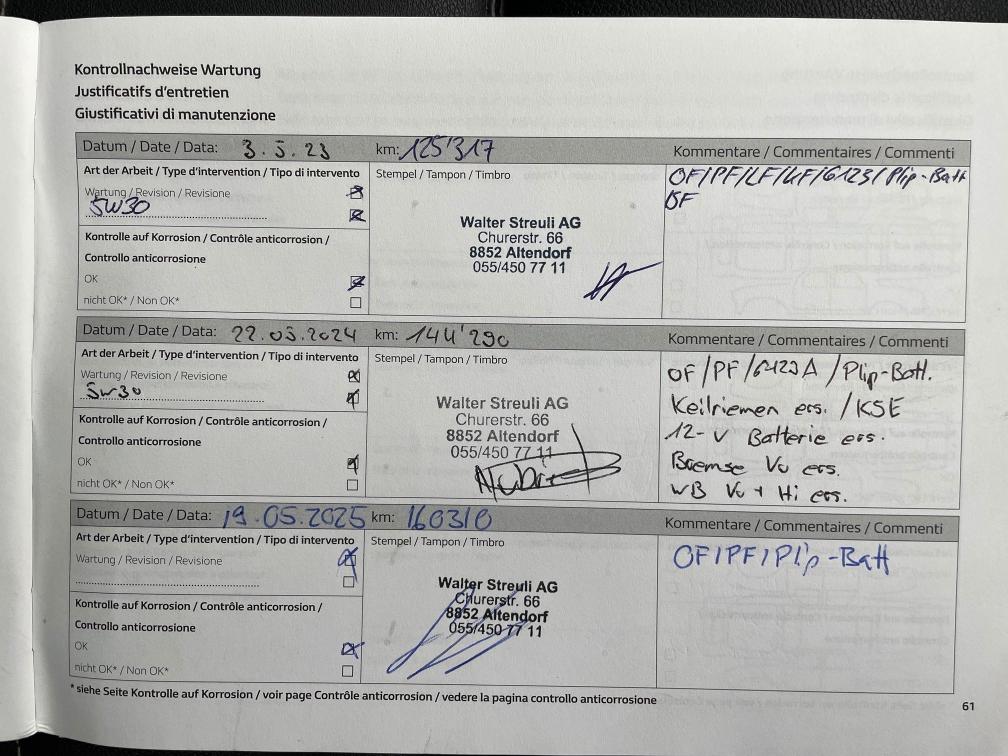 Kontrollnachweise Wartung
Justificatifs d'entretien
Giustificativi di manutenzione
Datum / Date / Data: 3.5.23 km: 125'317 Kommentare / Commentaires / Commenti
Art der Arbeit / Type d'intervention / Tipo di intervento
Wartung / Revision / Revisione
5W30
Kontrolle auf Korrosion / Contrôle anticorrosion /
Controllo anticorrosione
OK
nicht OK* / Non OK*
Stempel / Tampon / Timbro
Walter Streuli AG
Churerstr. 66
8852 Altendorf
055/450 77 11
OF/PF/LF/KF/6123/Plip-Batt
BF
Datum / Date / Data: 22.05.2024 km: 144'290 Kommentare / Commentaires / Commenti
Art der Arbeit / Type d'intervention / Tipo di intervento
Wartung / Revision / Revisione
5W30
Kontrolle auf Korrosion / Contrôle anticorrosion /
Controllo anticorrosione
OK
nicht OK* / Non OK*
Stempel / Tampon / Timbro
Walter Streuli AG
Churerstr. 66
8852 Altendorf
055/450 77 11
OF/PF/6123A/Plip-Batt.
Keilriemen ers. /KSE
12-V Batterie ers.
Bremse Vo ers.
WB Vo + Hi ers.
Datum / Date / Data: 19.05.2025 km: 160310 Kommentare / Commentaires / Commenti
Art der Arbeit / Type d'intervention / Tipo di intervento
Wartung / Revision / Revisione
Kontrolle auf Korrosion / Contrôle anticorrosion /
Controllo anticorrosione
OK
nicht OK* / Non OK*
Stempel / Tampon / Timbro
Walter Streuli AG
Churerstr. 66
8852 Altendorf
055/450 77 11
OF/PF/Plip-Batt
* siehe Seite Kontrolle auf Korrosion / voir page Contrôle anticorrosion / vedere la pagina controllo anticorrosione
61